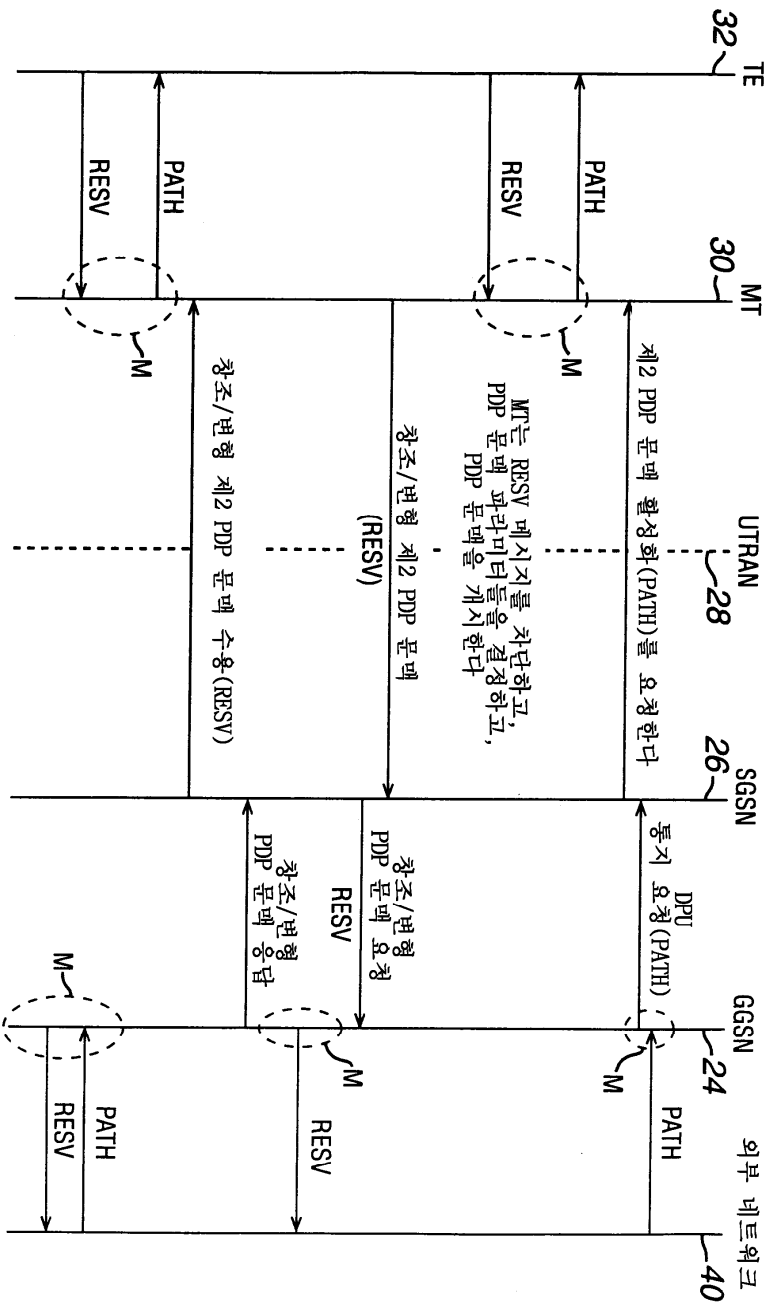 TE
MT
UTRAN
SGSN
GGSN
외부 네트워크
32
30
28
26
24
40
PATH
M
DPU
통지 요청(PATH)
제2 PDP 문맥 활성화(PATH)를 요청한다
PATH
RESV
M
MT는 RESV 메시지를 차단하고,
PDP 문맥 파라미터들을 결정하고,
PDP 문맥을 개시한다
창조/변형 제2 PDP 문맥
(RESV)
창조/변형
PDP 문맥 요청
RESV
M
RESV
창조/변형
PDP 문맥 응답
창조/변형 제2 PDP 문맥 수용(RESV)
PATH
RESV
M
M
PATH
RESV